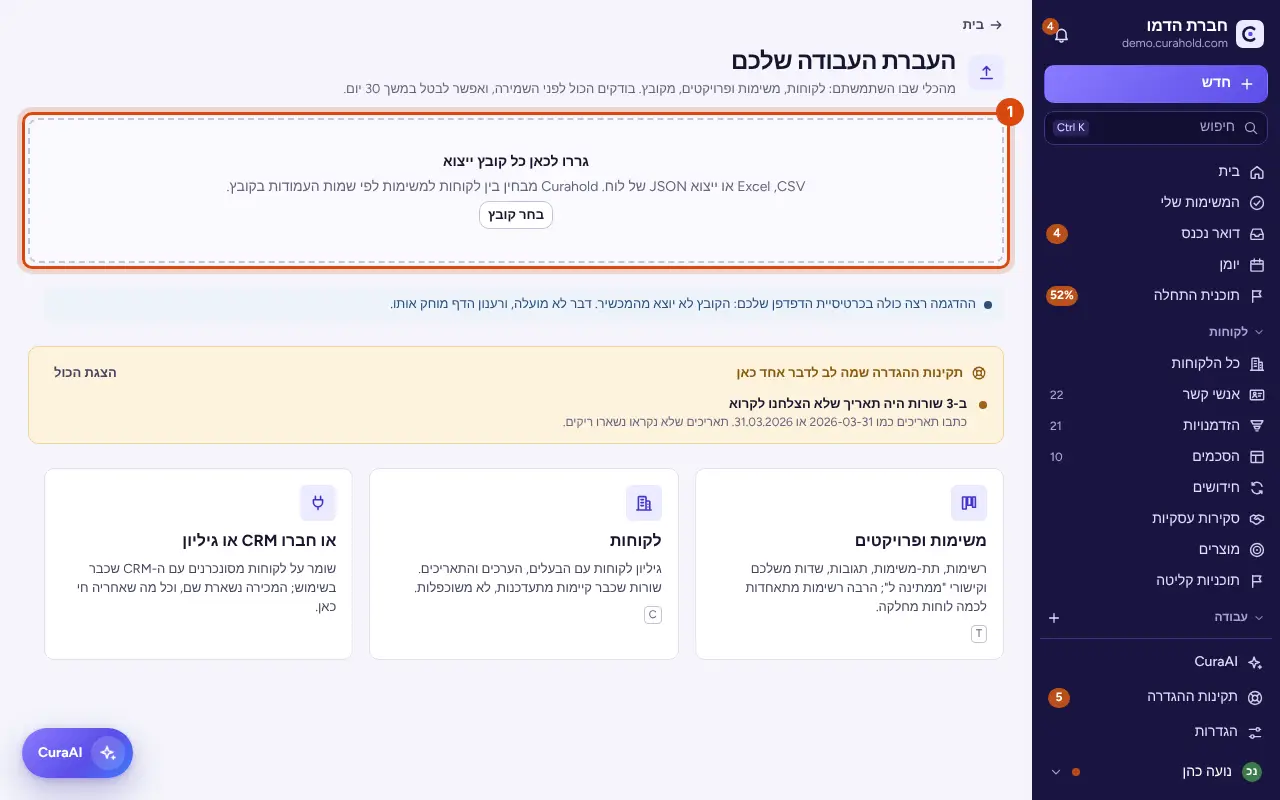 חברת הדמו
demo.curahold.com
4
חדש
חיפוש
Ctrl K
בית
המשימות שלי
דואר נכנס
4
יומן
תוכנית התחלה
52%
לקוחות
כל הלקוחות
אנשי קשר
22
הזדמנויות
21
הסכמים
10
חידושים
סקירות עסקיות
מוצרים
תוכניות קליטה
עבודה
CuraAI
תקינות ההגדרה
5
הגדרות
נועה כהן
נכ
בית
העברת העבודה שלכם
מהכלי שבו השתמשתם: לקוחות, משימות ופרויקטים, מקובץ. בודקים הכול לפני השמירה, ואפשר לבטל במשך 30 יום.
1
גררו לכאן כל קובץ ייצוא
CSV, Excel או ייצוא JSON של לוח. Curahold מבחין בין לקוחות למשימות לפי שמות העמודות בקובץ.
בחר קובץ
ההדגמה רצה כולה בכרטיסיית הדפדפן שלכם: הקובץ לא יוצא מהמכשיר. דבר לא מועלה, ורענון הדף מוחק אותו.
תקינות ההגדרה שמה לב לדבר אחד כאן
הצגת הכול
ב-3 שורות היה תאריך שלא הצלחנו לקרוא
כתבו תאריכים כמו 2026-03-31 או 31.03.2026. תאריכים שלא נקראו נשארו ריקים.
משימות ופרויקטים
רשימות, תת-משימות, תגובות, שדות משלכם
וקישורי "ממתינה ל"; הרבה רשימות מתאחדות
לכמה לוחות מחלקה.
T
לקוחות
גיליון לקוחות עם הבעלים, הערכים והתאריכים.
שורות שכבר קיימות מתעדכנות, לא משוכפלות.
C
או חברו CRM או גיליון
שומר על לקוחות מסונכרנים עם ה-CRM שכבר
בשימוש; המכירה נשארת שם, וכל מה שאחריה חי
כאן.
CuraAI